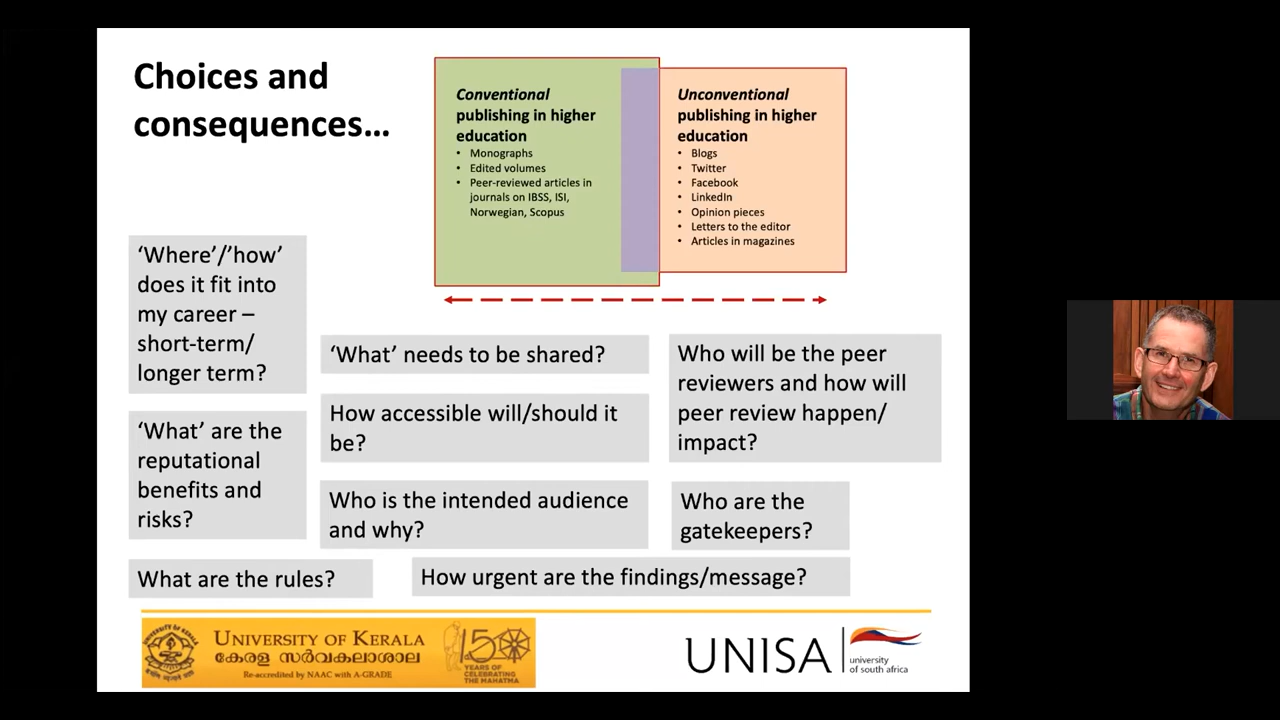 Choices and
consequences...
Conventional
publishing in higher
education
• Monographs
• Edited volumes
• Peer-reviewed articles in
journals on IBSS, ISI,
Norwegian, Scopus
Unconventional
publishing in higher
education
• Blogs
• Twitter
• Facebook
• LinkedIn
• Opinion pieces
• Letters to the editor
• Articles in magazines
‘Where’/’how’
does it fit into
my career –
short-term/
longer term?
‘What’ are the
reputational
benefits and
risks?
‘What’ needs to be shared?
How accessible will/should it
be?
Who is the intended audience
and why?
Who will be the peer
reviewers and how will
peer review happen/
impact?
Who are the
gatekeepers?
What are the rules?
How urgent are the findings/message?
UNIVERSITY OF KERALA
കേരള സർവകലാശാല
Re-accredited by NAAC with A-GRADE
150
YEARS OF
CELEBRATING
THE MAHATMA
UNISA
university
of south africa